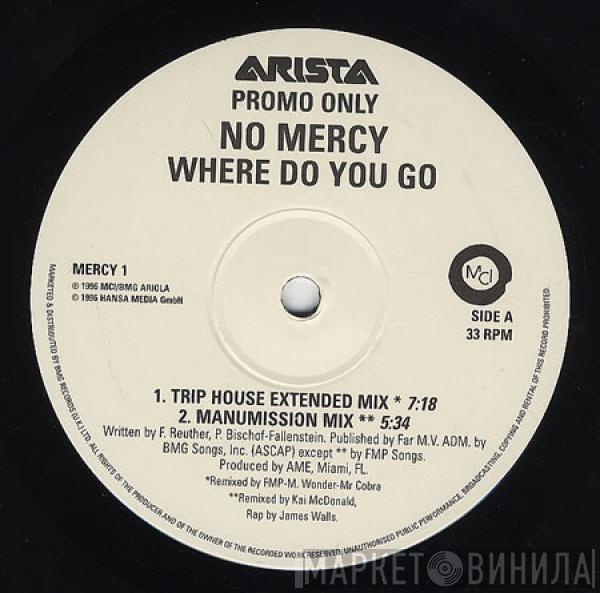 ARISTA
PROMO ONLY
NO MERCY
WHERE DO YOU GO
MERCY 1
℗ 1996 MCI/BMG ARIOLA
© 1996 HANSA MEDIA GmbH
MCI
SIDE A
33 RPM
1. TRIP HOUSE EXTENDED MIX * 7:18
2. MANUMISSION MIX ** 5:34
Written by F. Reuther, P. Bischof-Fallenstein. Published by Far M.V. ADM. by
BMG Songs, Inc. (ASCAP) except ** by FMP Songs.
Produced by AME, Miami, FL.
*Remixed by FMP-M. Wonder-Mr Cobra
**Remixed by Kai McDonald,
Rap by James Walls.
MARKETED & DISTRIBUTED BY BMG RECORDS (U.K.) LTD. ALL RIGHTS OF THE PRODUCER AND OF THE OWNER OF THE RECORDED WORK RESERVED. UNAUTHORISED PUBLIC PERFORMANCE, BROADCASTING, COPYING AND RENTAL OF THIS RECORD PROHIBITED.
МАРКЕТ ВИНИЛА